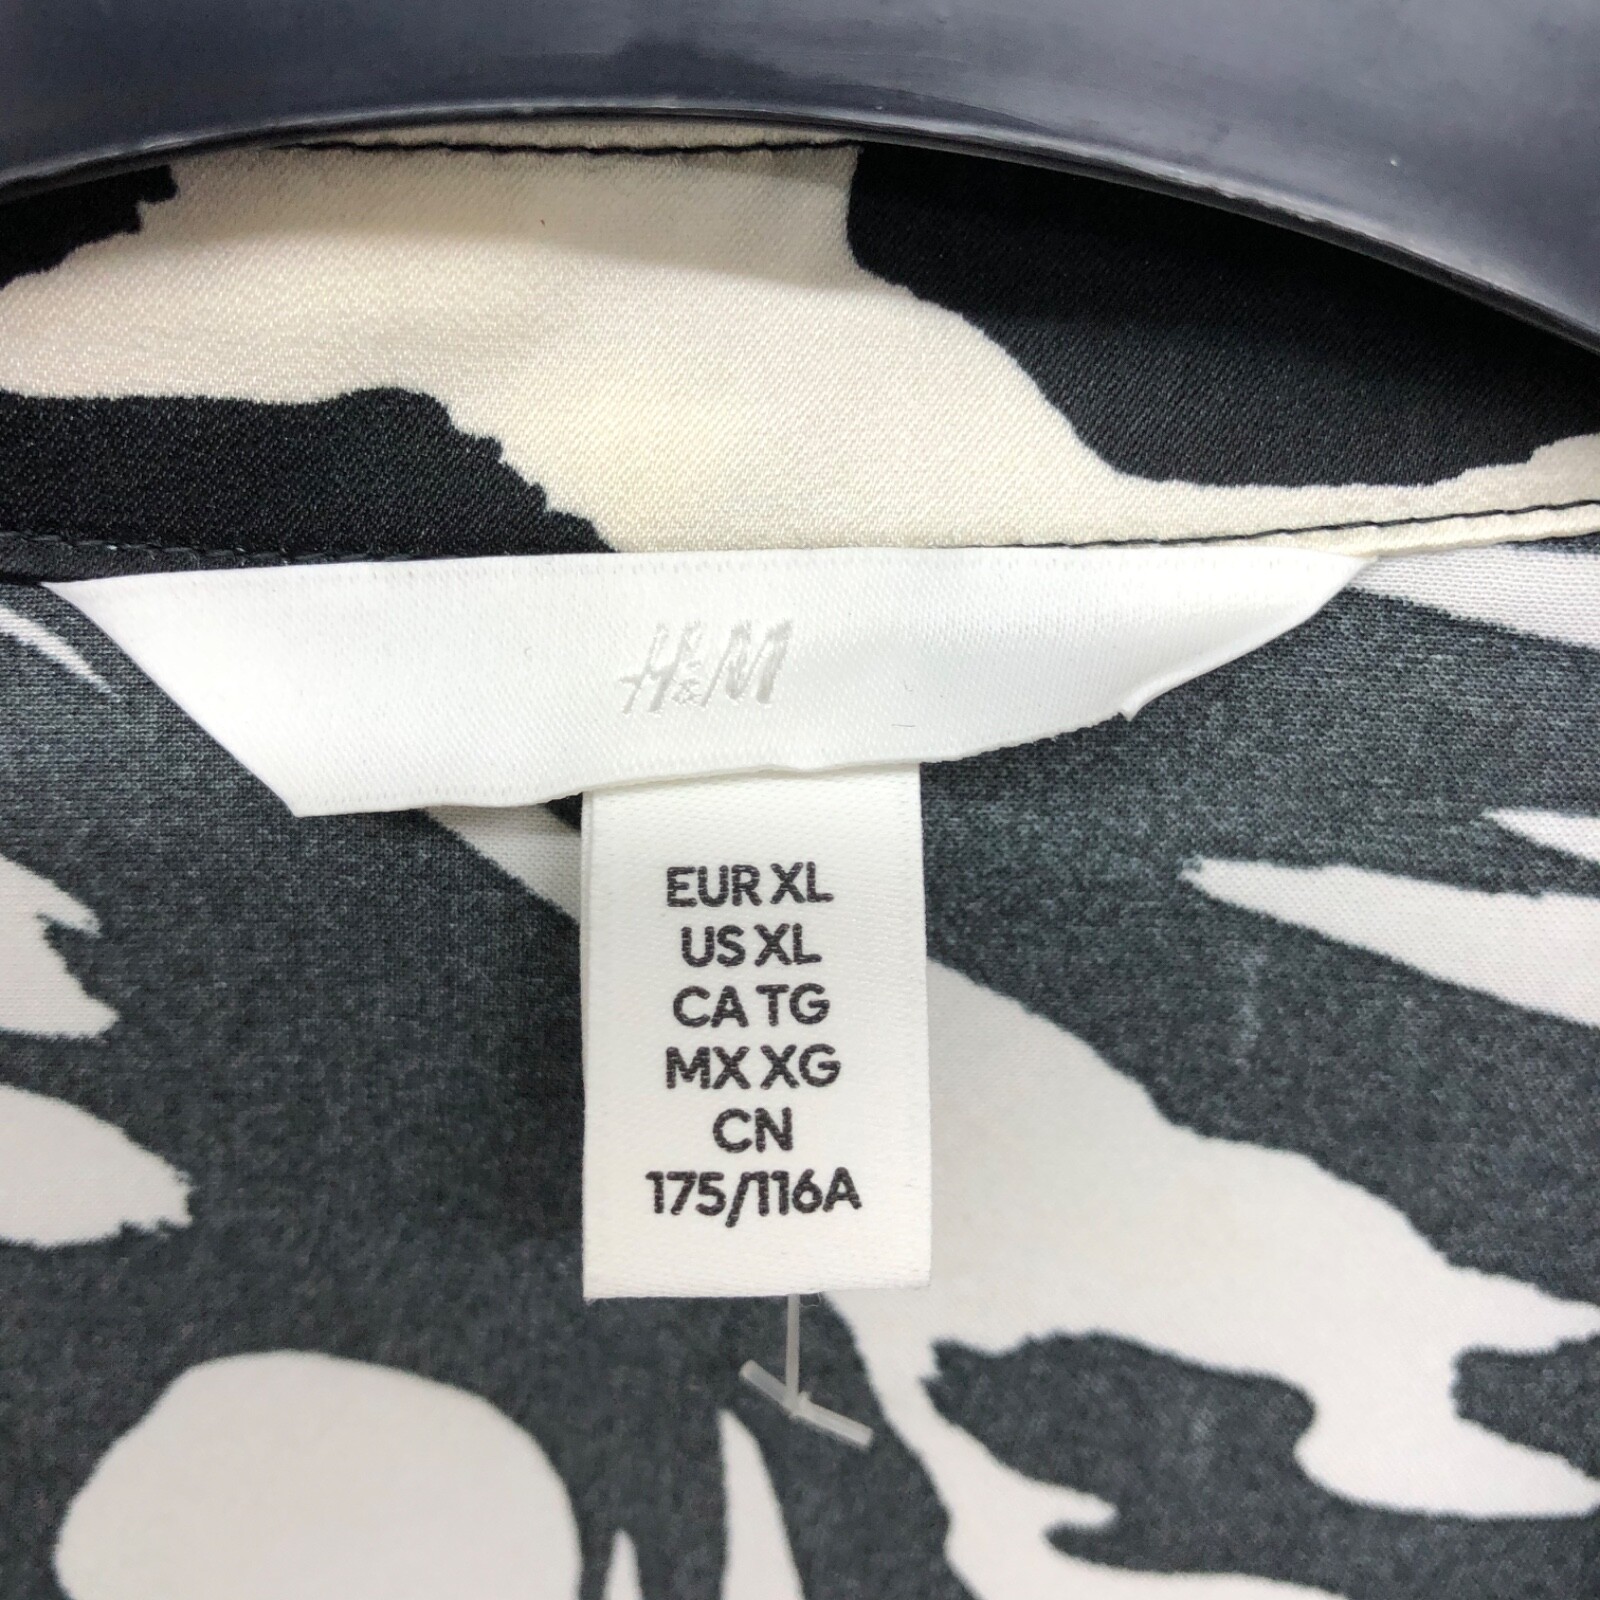 H&M
EUR XL
US XL
CA TG
MX XG
CN
175/116A